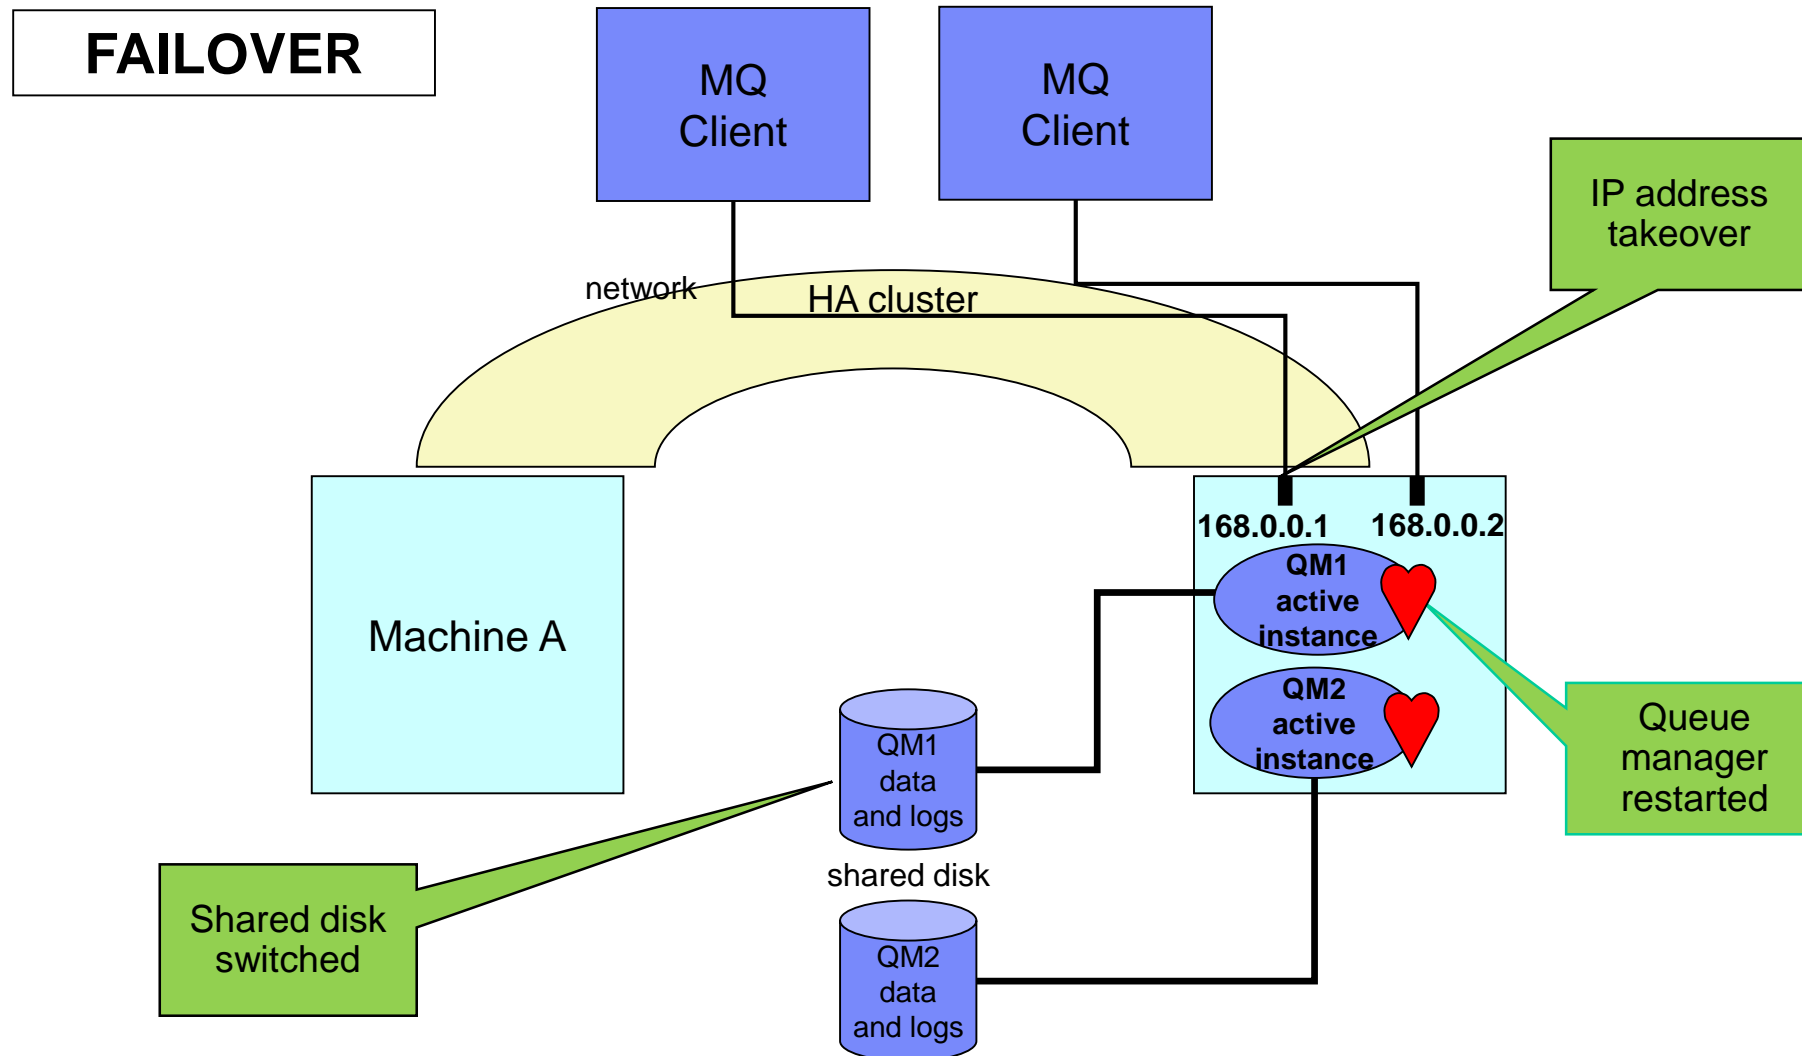 FAILOVER
MQ
Client
MQ
Client
IP address
takeover
network
HA cluster
168.0.0.1
168.0.0.2
QM1
active
instance
Machine A
QM2
active
instance
Queue
manager
restarted
QM1
data
and logs
shared disk
Shared disk
switched
QM2
data
and logs